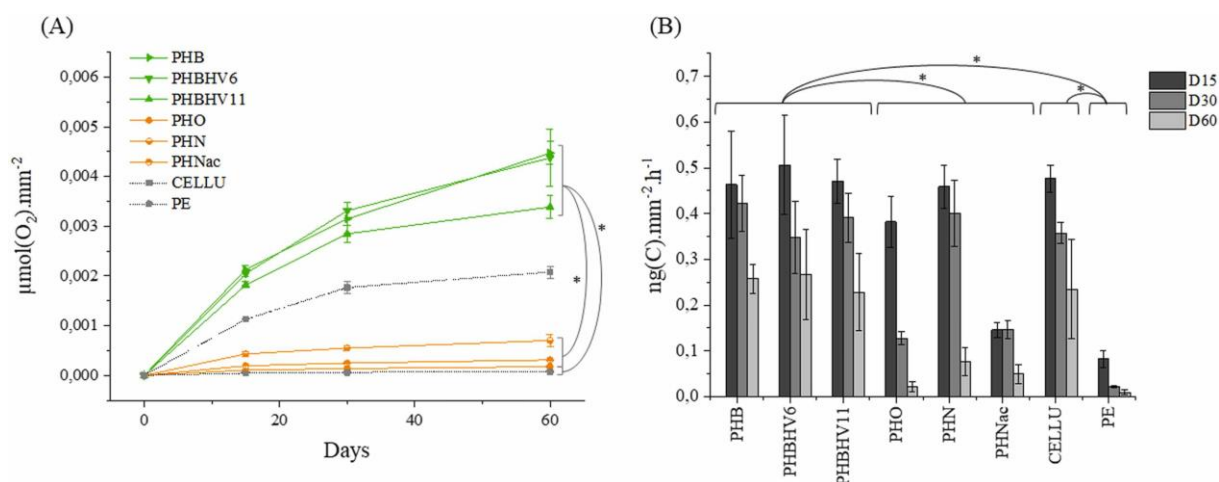 (A)
0,006
0,005
0,004
0,003
0,002
0,001
0,000
µmol(O₂).mm⁻²
PHB
PHBHV6
PHBHV11
PHO
PHN
PHNac
CELLU
PE
*
*
0
20
40
60
Days
(B)
0,7
0,6
0,5
0,4
0,3
0,2
0,1
0,0
ng(C).mm⁻².h⁻¹
*
*
*
D15
D30
D60
PHB
PHBHV6
PHBHV11
PHO
PHN
PHNac
CELLU
PE